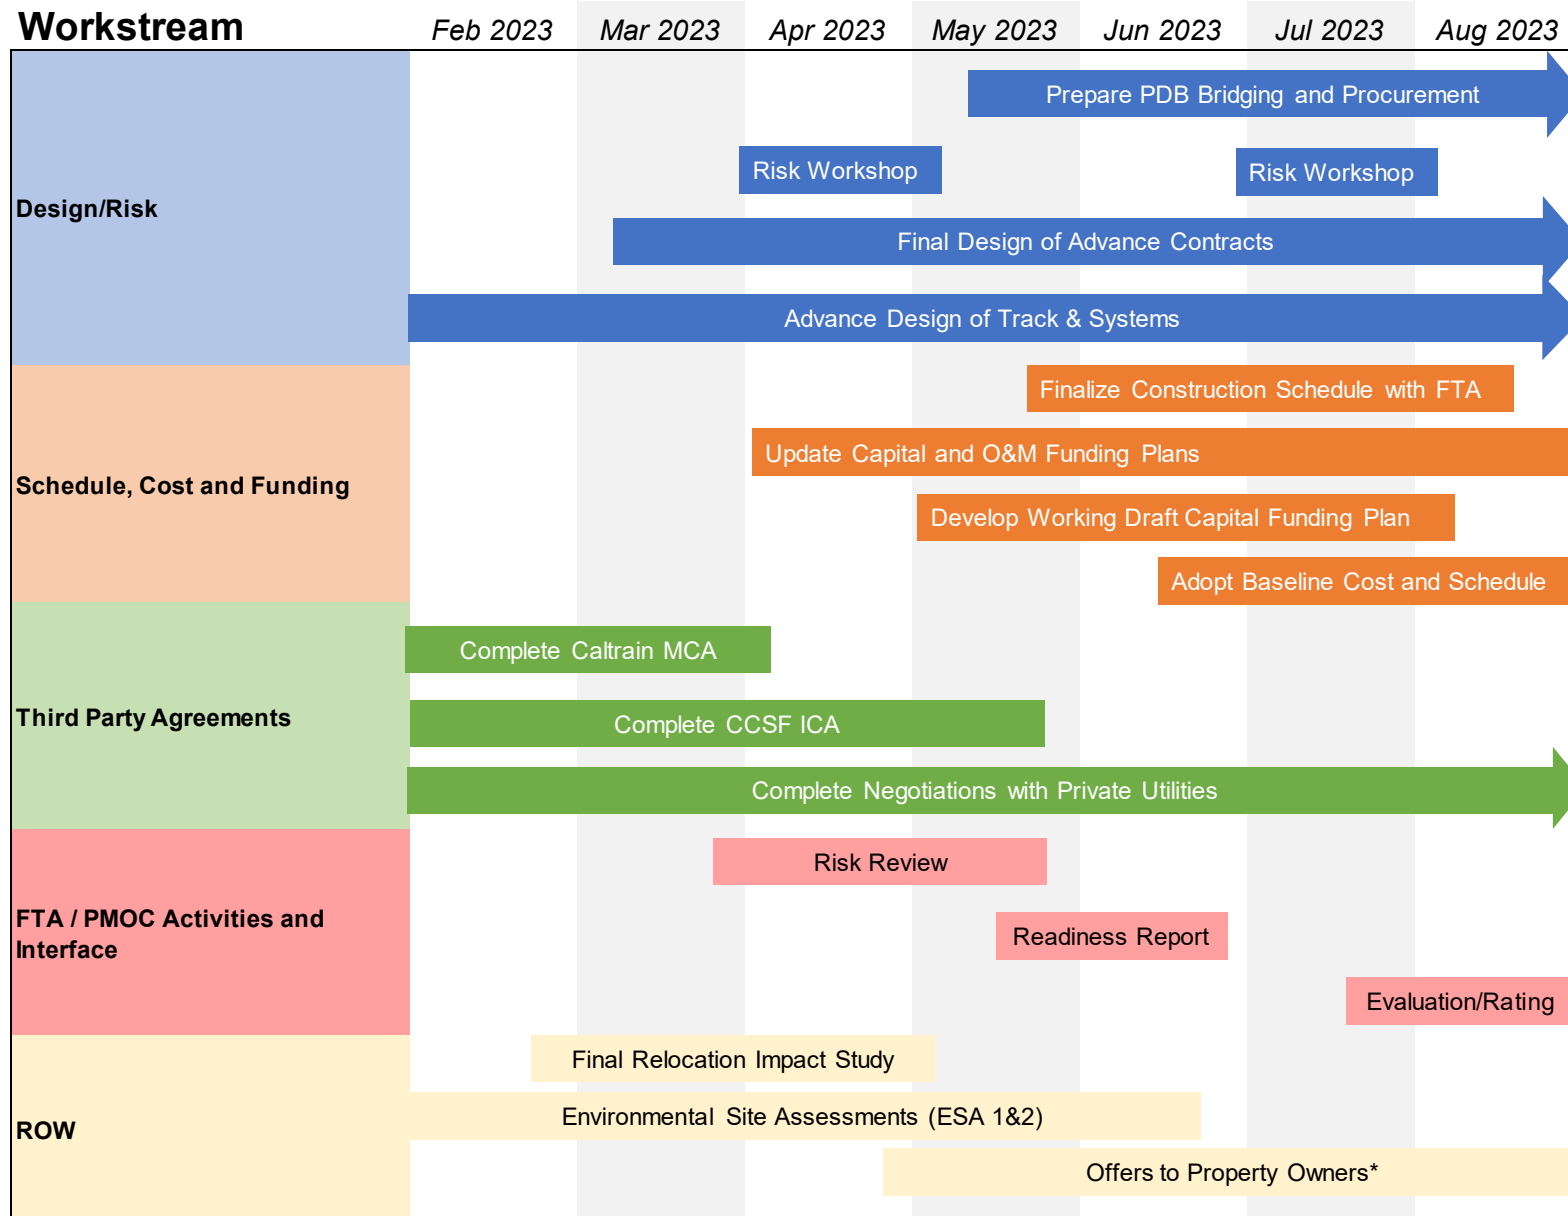 Workstream Feb 2023 Mar 2023 Apr 2023 May 2023 Jun 2023 Jul 2023 Aug 2023
Design/Risk
Prepare PDB Bridging and Procurement
Risk Workshop
Risk Workshop
Final Design of Advance Contracts
Advance Design of Track & Systems
Schedule, Cost and Funding
Finalize Construction Schedule with FTA
Update Capital and O&M Funding Plans
Develop Working Draft Capital Funding Plan
Adopt Baseline Cost and Schedule
Third Party Agreements
Complete Caltrain MCA
Complete CCSF ICA
Complete Negotiations with Private Utilities
FTA / PMOC Activities and
Interface
Risk Review
Readiness Report
Evaluation/Rating
ROW
Final Relocation Impact Study
Environmental Site Assessments (ESA 1&2)
Offers to Property Owners*